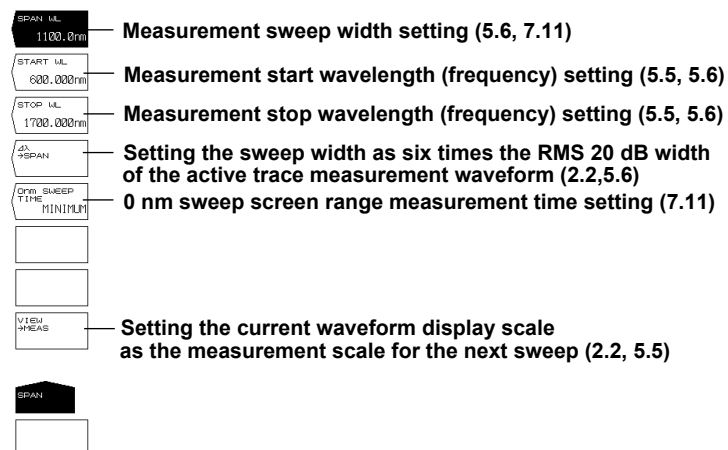 SPAN WL
1100.0nm
Measurement sweep width setting (5.6, 7.11)
START WL
600.000nm
Measurement start wavelength (frequency) setting (5.5, 5.6)
STOP WL
1700.000nm
Measurement stop wavelength (frequency) setting (5.5, 5.6)
Δλ
→SPAN
Setting the sweep width as six times the RMS 20 dB width
of the active trace measurement waveform (2.2,5.6)
0nm SWEEP
TIME
MINIMUM
0 nm sweep screen range measurement time setting (7.11)
VIEW
→MEAS
Setting the current waveform display scale
as the measurement scale for the next sweep (2.2, 5.5)
SPAN